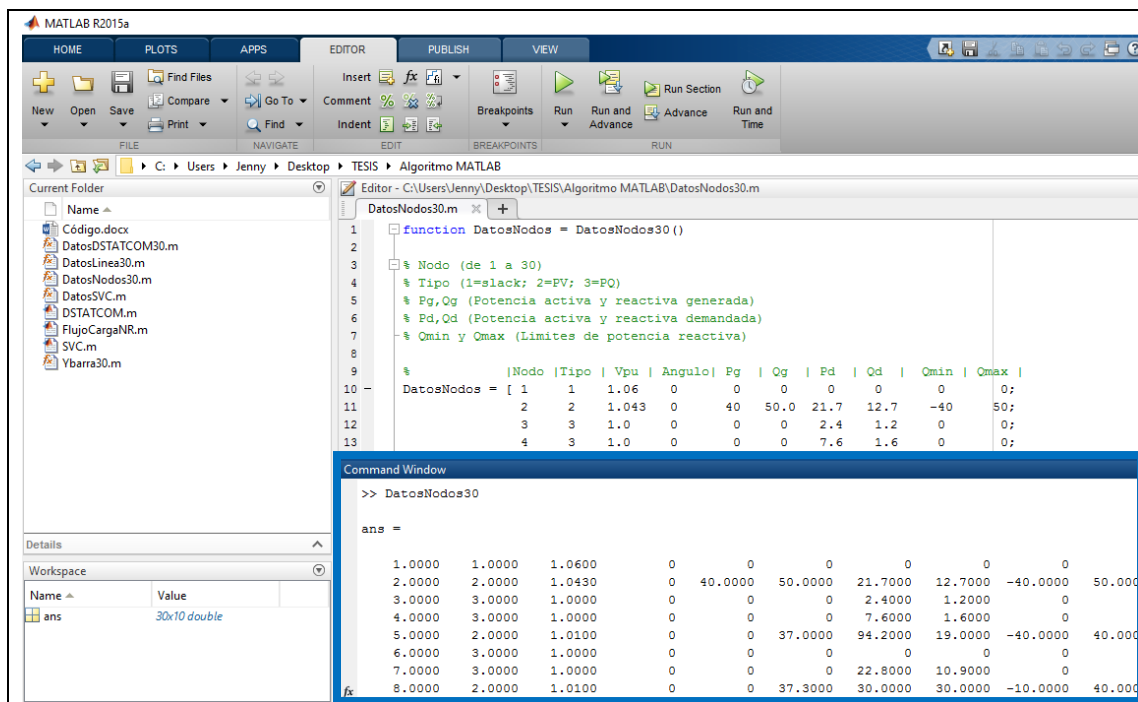 MATLAB R2015a
HOME PLOTS APPS EDITOR PUBLISH VIEW
New Open Save Find Files Compare Print
FILE
Go To Find
NAVIGATE
Insert fx
Comment %
Indent
EDIT
Breakpoints
BREAKPOINTS
Run Run and Advance Run Section Advance Run and Time
RUN
C: Users Jenny Desktop TESIS Algoritmo MATLAB
Current Folder
Name
Código.docx
DatosDSTATCOM30.m
DatosLinea30.m
DatosNodos30.m
DatosSVC.m
DSTATCOM.m
FlujoCargaNR.m
SVC.m
Ybarra30.m
Details
Workspace
Name Value
ans 30x10 double
Editor - C:\Users\Jenny\Desktop\TESIS\Algoritmo MATLAB\DatosNodos30.m
DatosNodos30.m +
1 function DatosNodos = DatosNodos30()
2
3 % Nodo (de 1 a 30)
4 % Tipo (1=slack; 2=PV; 3=PQ)
5 % Pg,Qg (Potencia activa y reactiva generada)
6 % Pd,Qd (Potencia activa y reactiva demandada)
7 % Qmin y Qmax (Limites de potencia reactiva)
8
9 % |Nodo |Tipo | Vpu | Angulo| Pg | Qg | Pd | Qd | Qmin | Qmax |
10 DatosNodos = [ 1 1 1.06 0 0 0 0 0 0 0;
11 2 2 1.043 0 40 50.0 21.7 12.7 -40 50;
12 3 3 1.0 0 0 0 2.4 1.2 0 0;
13 4 3 1.0 0 0 0 7.6 1.6 0 0;
Command Window
>> DatosNodos30
ans =
1.0000 1.0000 1.0600 0 0 0 0 0 0
2.0000 2.0000 1.0430 0 40.0000 50.0000 21.7000 12.7000 -40.0000 50.000
3.0000 3.0000 1.0000 0 0 0 2.4000 1.2000 0
4.0000 3.0000 1.0000 0 0 0 7.6000 1.6000 0
5.0000 2.0000 1.0100 0 0 37.0000 94.2000 19.0000 -40.0000 40.000
6.0000 3.0000 1.0000 0 0 0 0 0 0
7.0000 3.0000 1.0000 0 0 0 22.8000 10.9000 0
fx 8.0000 2.0000 1.0100 0 0 37.3000 30.0000 30.0000 -10.0000 40.000